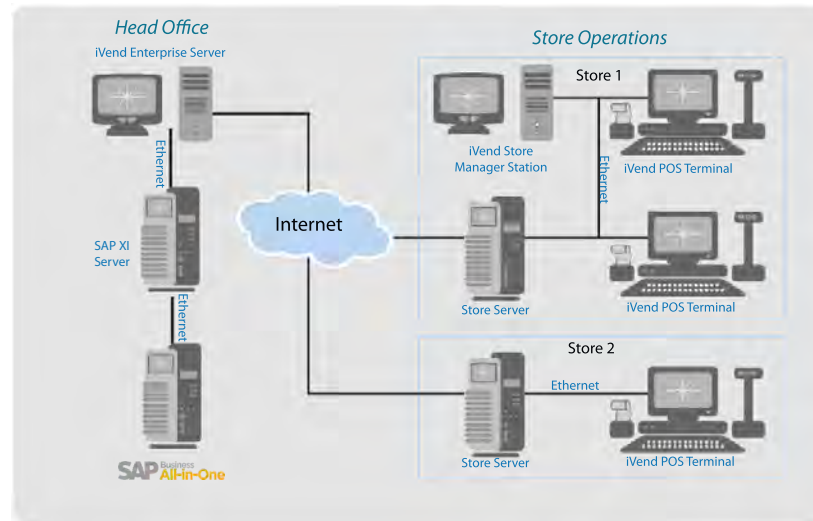 Head Office
iVend Enterprise Server
Ethernet
SAP XI
Server
Ethernet
SAP Business
All-in-One
Internet
Store Operations
Store 1
iVend Store
Manager Station
Ethernet
iVend POS Terminal
Store Server
iVend POS Terminal
Store 2
Ethernet
Store Server
iVend POS Terminal